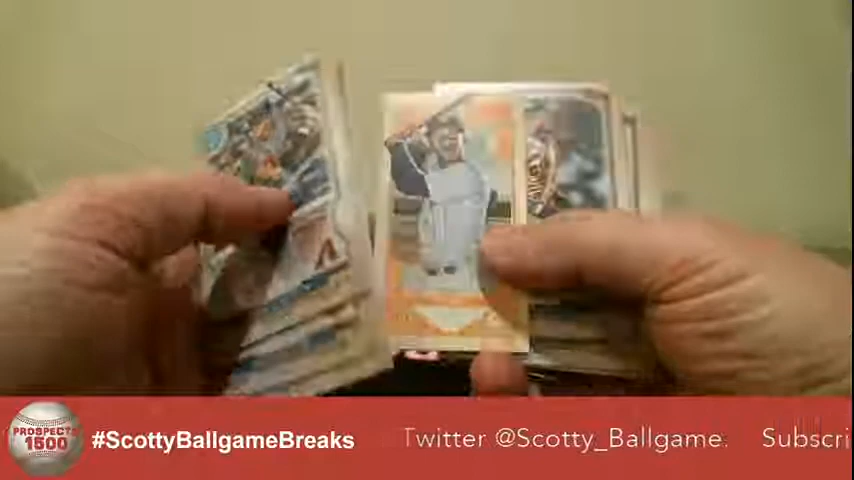 PROSPECTS
1500
#ScottyBallgameBreaks
Twitter @Scotty_Ballgame.
Subscri